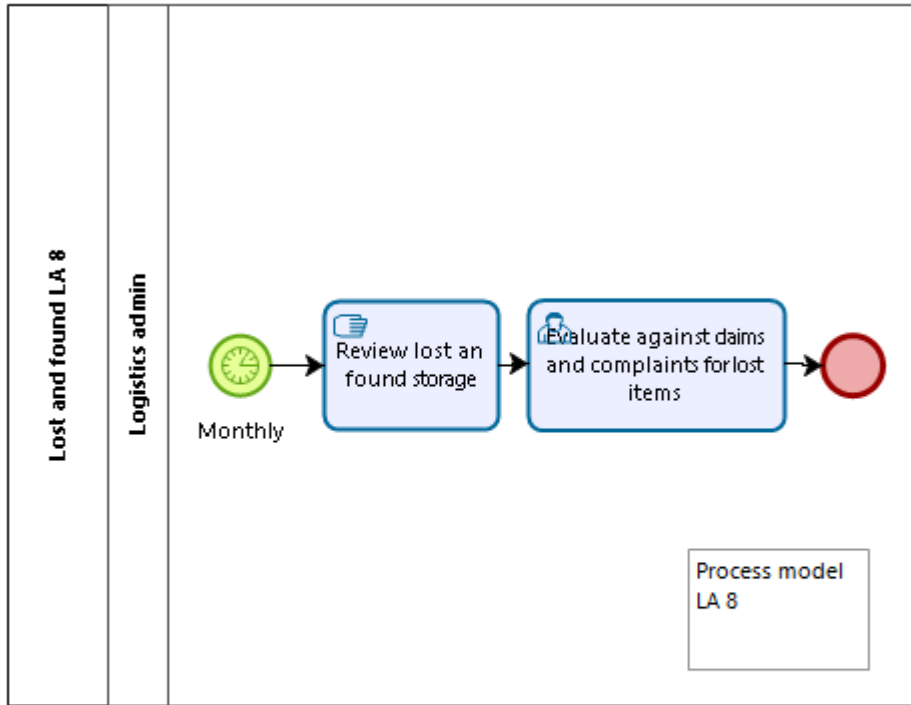 Lost and found LA 8
Logistics admin
Monthly
Review lost an
found storage
Evaluate against claims
and complaints for lost
items
Process model
LA 8